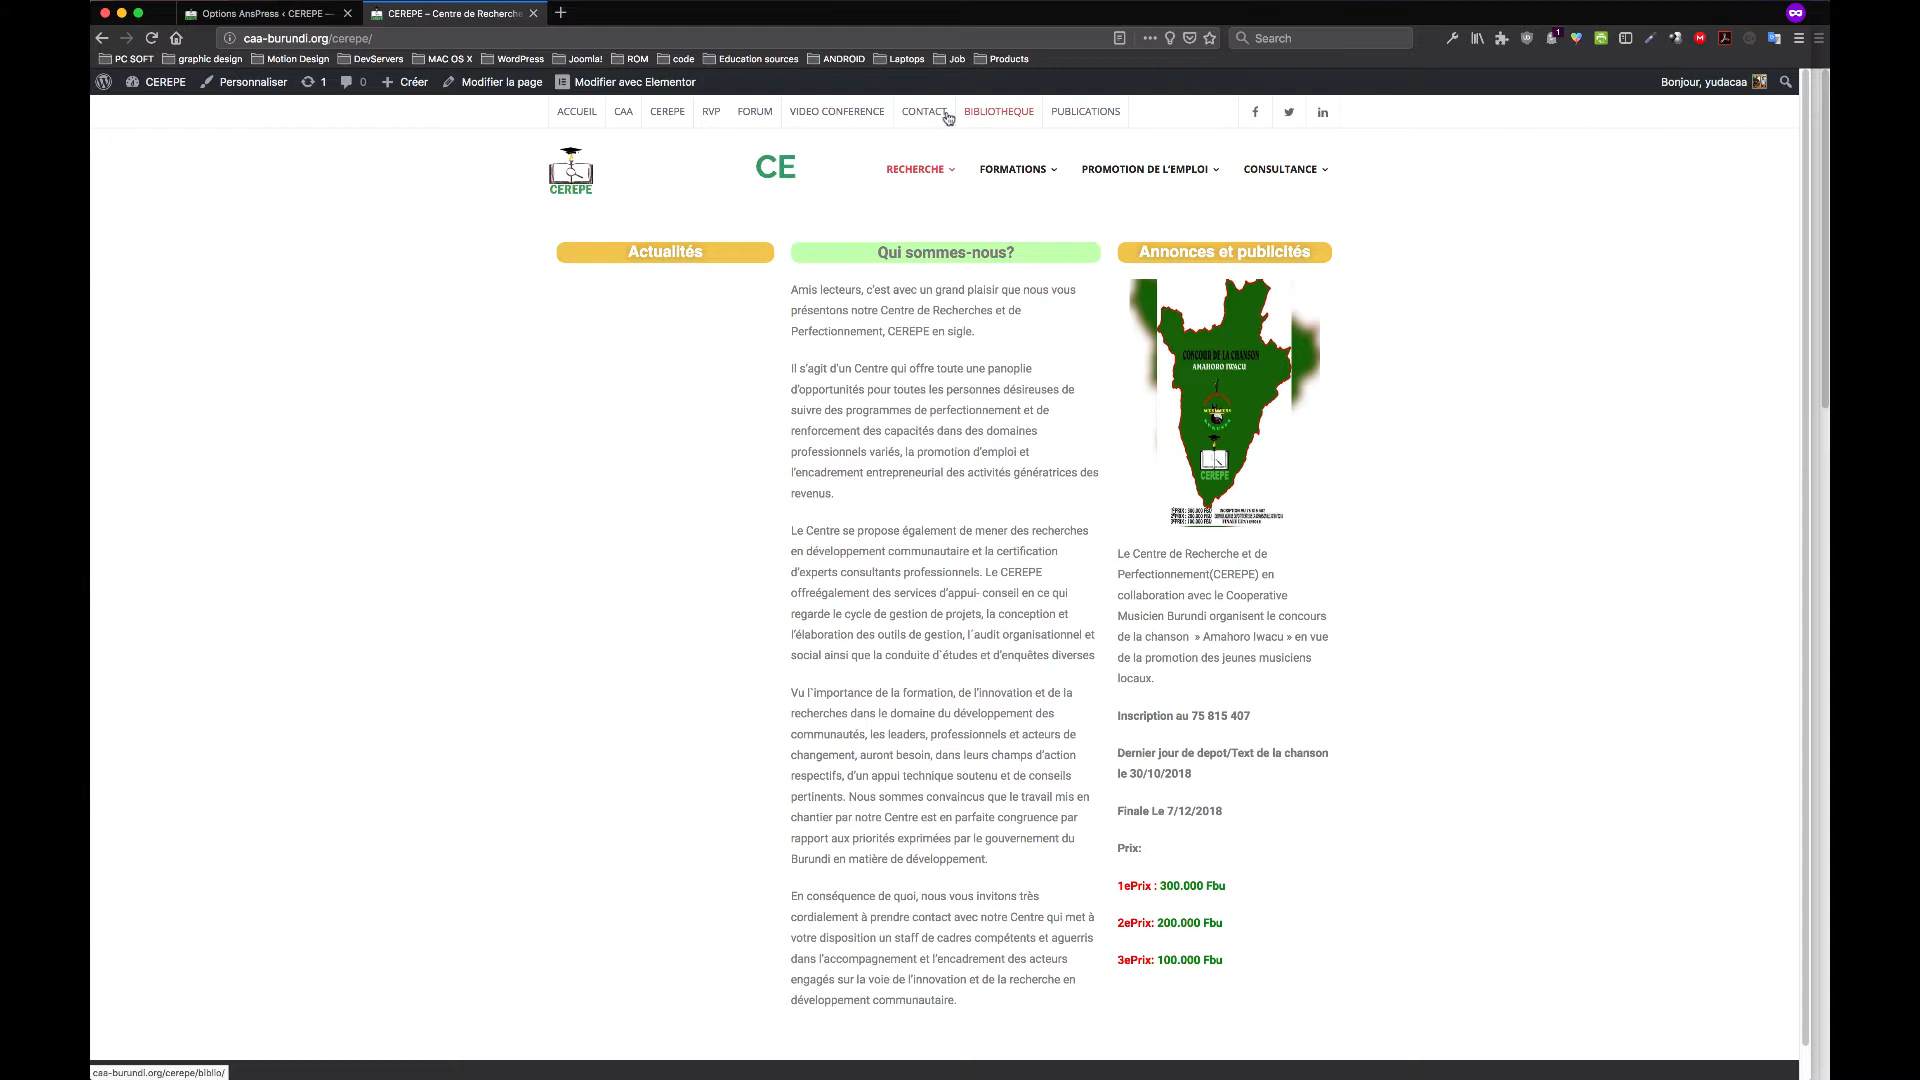 Options AnsPress ‹ CEREPE —
CEREPE – Centre de Recherche
caa-burundi.org/cerepe/
Search
1
PC SOFT
graphic design
Motion Design
DevServers
MAC OS X
WordPress
Joomla!
ROM
code
Education sources
ANDROID
Laptops
Job
Products
CEREPE
Personnaliser
1
0
Créer
Modifier la page
Modifier avec Elementor
Bonjour, yudacaa
ACCUEIL
CAA
CEREPE
RVP
FORUM
VIDEO CONFERENCE
CONTACT
BIBLIOTHEQUE
PUBLICATIONS
CEREPE
CE
RECHERCHE
FORMATIONS
PROMOTION DE L’EMPLOI
CONSULTANCE
Actualités
Qui sommes-nous?
Amis lecteurs, c’est avec un grand plaisir que nous vous
présentons notre Centre de Recherches et de
Perfectionnement, CEREPE en sigle.
Il s’agit d’un Centre qui offre toute une panoplie
d’opportunités pour toutes les personnes désireuses de
suivre des programmes de perfectionnement et de
renforcement des capacités dans des domaines
professionnels variés, la promotion d’emploi et
l’encadrement entrepreneurial des activités génératrices des
revenus.
Le Centre se propose également de mener des recherches
en développement communautaire et la certification
d’experts consultants professionnels. Le CEREPE
offreégalement des services d’appui- conseil en ce qui
regarde le cycle de gestion de projets, la conception et
l’élaboration des outils de gestion, l´audit organisationnel et
social ainsi que la conduite d`études et d’enquêtes diverses
Vu l`importance de la formation, de l’innovation et de la
recherches dans le domaine du développement des
communautés, les leaders, professionnels et acteurs de
changement, auront besoin, dans leurs champs d’action
respectifs, d’un appui technique soutenu et de conseils
pertinents. Nous sommes convaincus que le travail mis en
chantier par notre Centre est en parfaite congruence par
rapport aux priorités exprimées par le gouvernement du
Burundi en matière de développement.
En conséquence de quoi, nous vous invitons très
cordialement à prendre contact avec notre Centre qui met à
votre disposition un staff de cadres compétents et aguerris
dans l’accompagnement et l’encadrement des acteurs
engagés sur la voie de l’innovation et de la recherche en
développement communautaire.
Annonces et publicités
CONCOUR DE LA CHANSON
AMAHORO IWACU
CEREPE
Le Centre de Recherche et de
Perfectionnement(CEREPE) en
collaboration avec le Cooperative
Musicien Burundi organisent le concours
de la chanson » Amahoro Iwacu » en vue
de la promotion des jeunes musiciens
locaux.
Inscription au 75 815 407
Dernier jour de depot/Text de la chanson
le 30/10/2018
Finale Le 7/12/2018
Prix:
1ePrix : 300.000 Fbu
2ePrix: 200.000 Fbu
3ePrix: 100.000 Fbu
caa-burundi.org/cerepe/biblio/